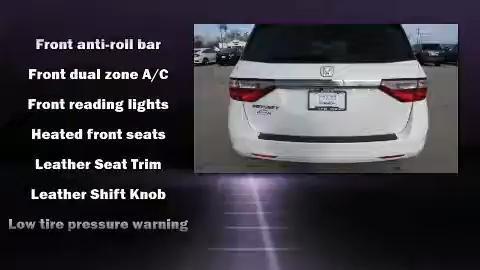 Front anti-roll bar
Front dual zone A/C
Front reading lights
Heated front seats
Leather Seat Trim
Leather Shift Knob
Low tire pressure warning
ODYSSEY